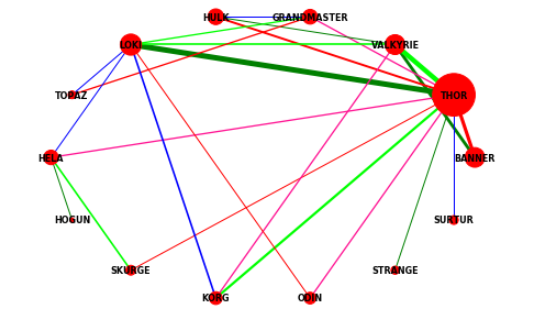 HULK
GRANDMASTER
LOKI
VALKYRIE
TOPAZ
THOR
HELA
BANNER
HOGUN
SURTUR
SKURGE
STRANGE
KORG
ODIN